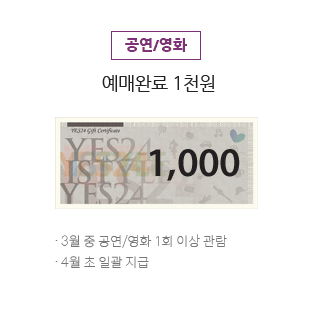 공연/영화
예매완료 1천원
YES24 Gift Certificate
YES24
ISTYLE
YES24
1,000
· 3월 중 공연/영화 1회 이상 관람
· 4월 초 일괄 지급